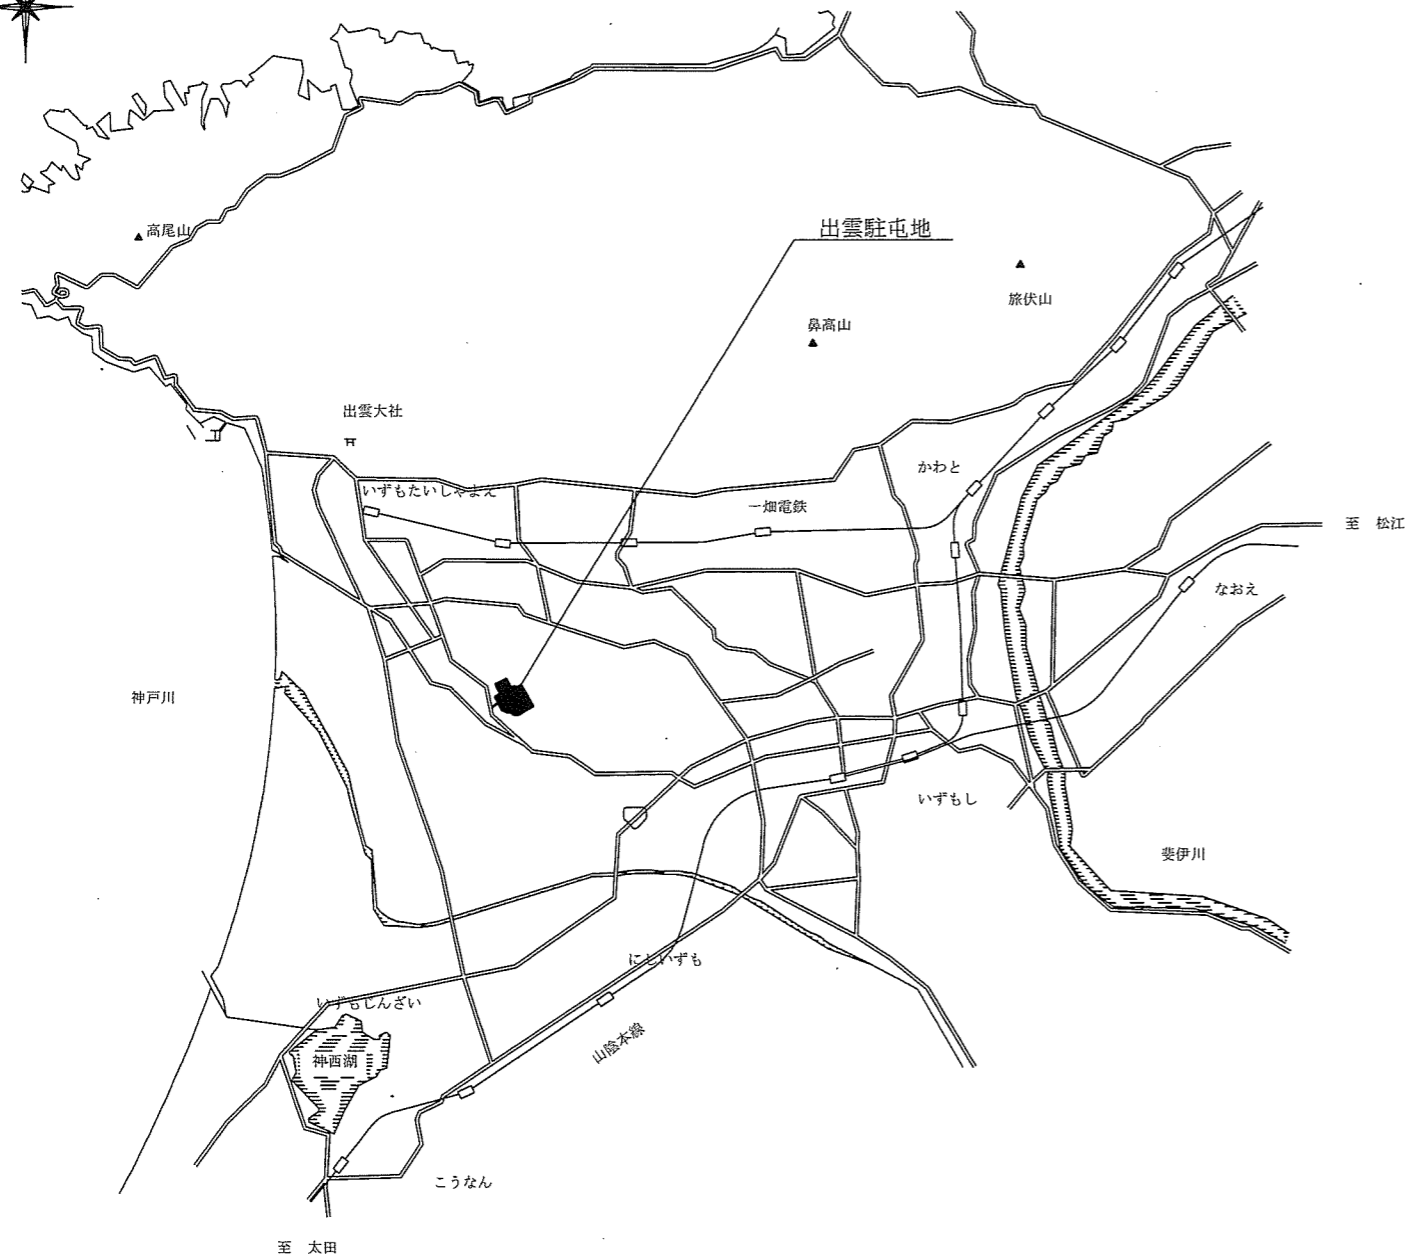 出雲駐屯地
高尾山
旅伏山
鼻高山
出雲大社
かわと
いずもたいしゃまえ
一畑電鉄
至　松江
なおえ
神戸川
いずもし
斐伊川
にしいずも
いずもじんざい
山陰本線
神西湖
こうなん
至　太田